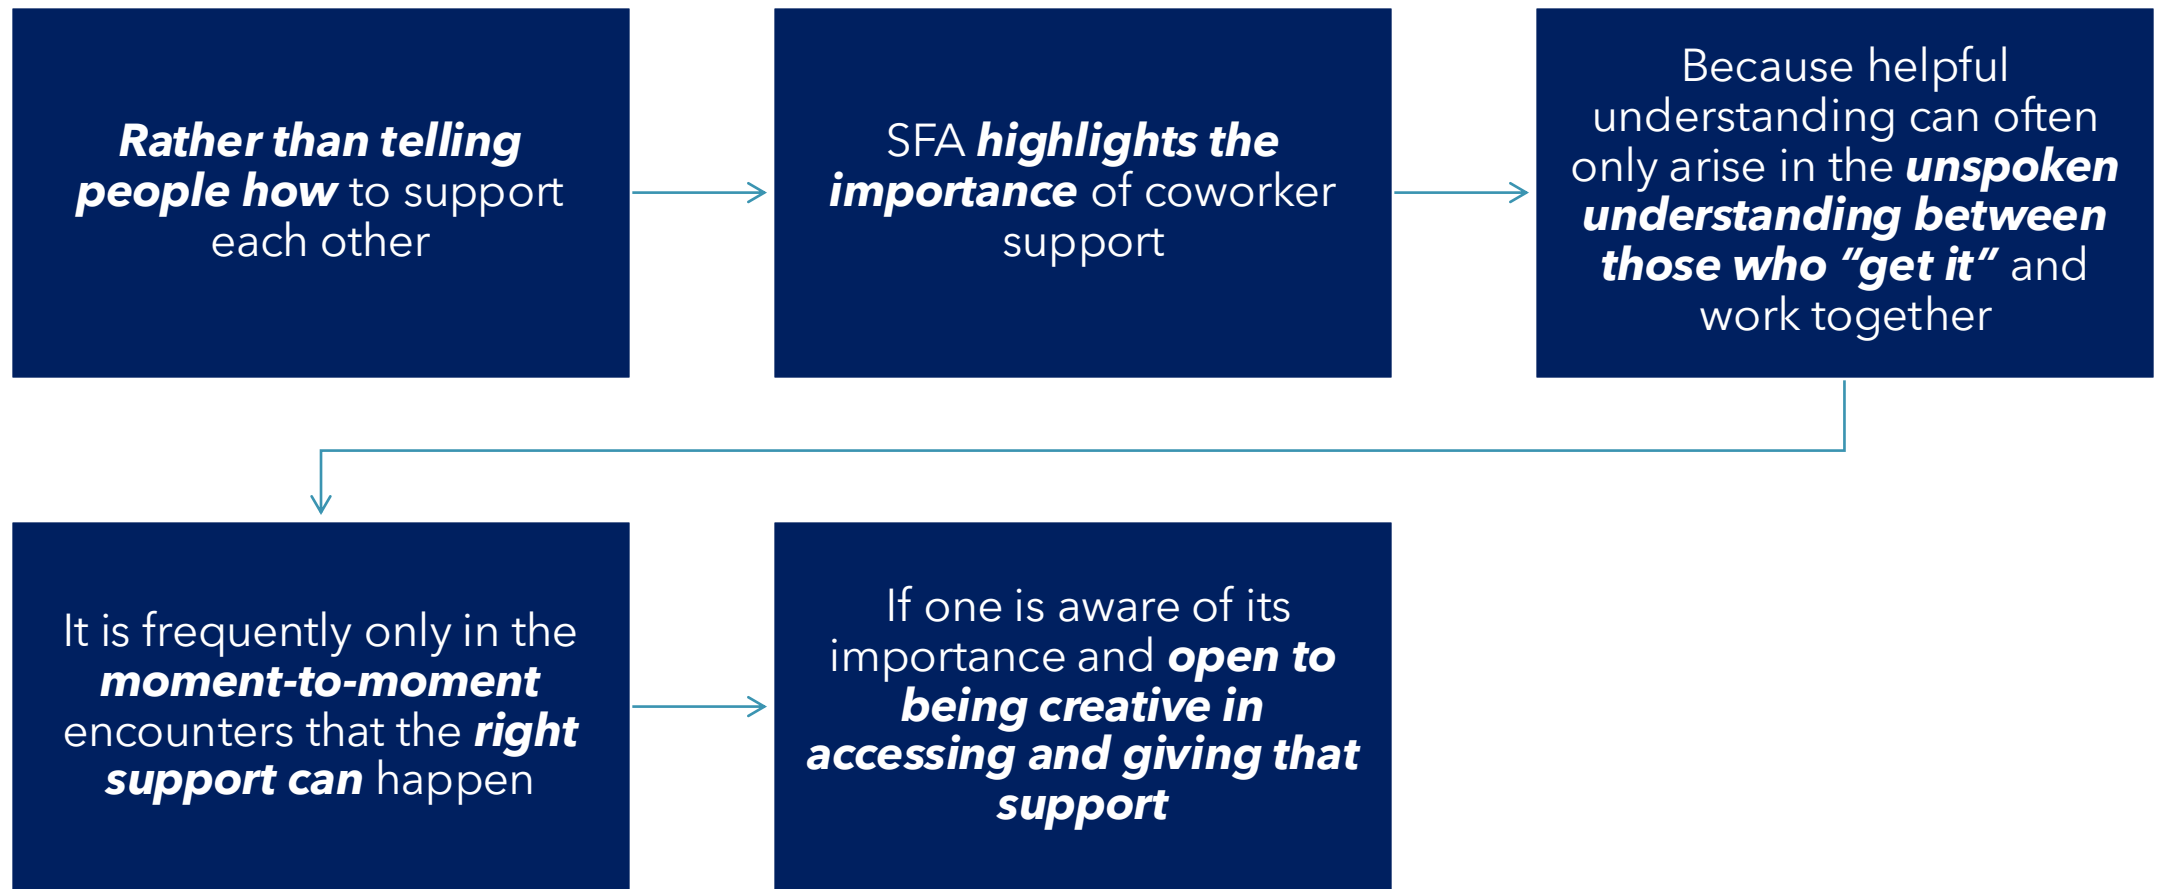 Rather than telling
people how to support
each other
SFA highlights the
importance of coworker
support
Because helpful
understanding can often
only arise in the unspoken
understanding between
those who “get it” and
work together
It is frequently only in the
moment-to-moment
encounters that the right
support can happen
If one is aware of its
importance and open to
being creative in
accessing and giving that
support